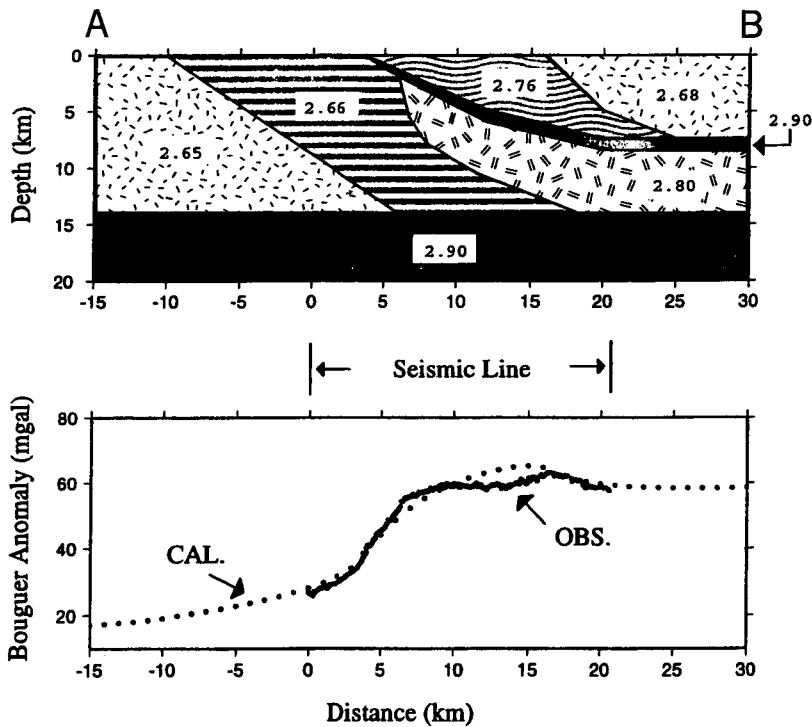 A B
0
5
10
15
20
Depth (km)
2.65
2.66
2.76
2.68
2.90
2.80
2.90
-15 -10 -5 0 5 10 15 20 25 30
Seismic Line
80
60
40
20
Bouguer Anomaly (mgal)
CAL.
OBS.
-15 -10 -5 0 5 10 15 20 25 30
Distance (km)